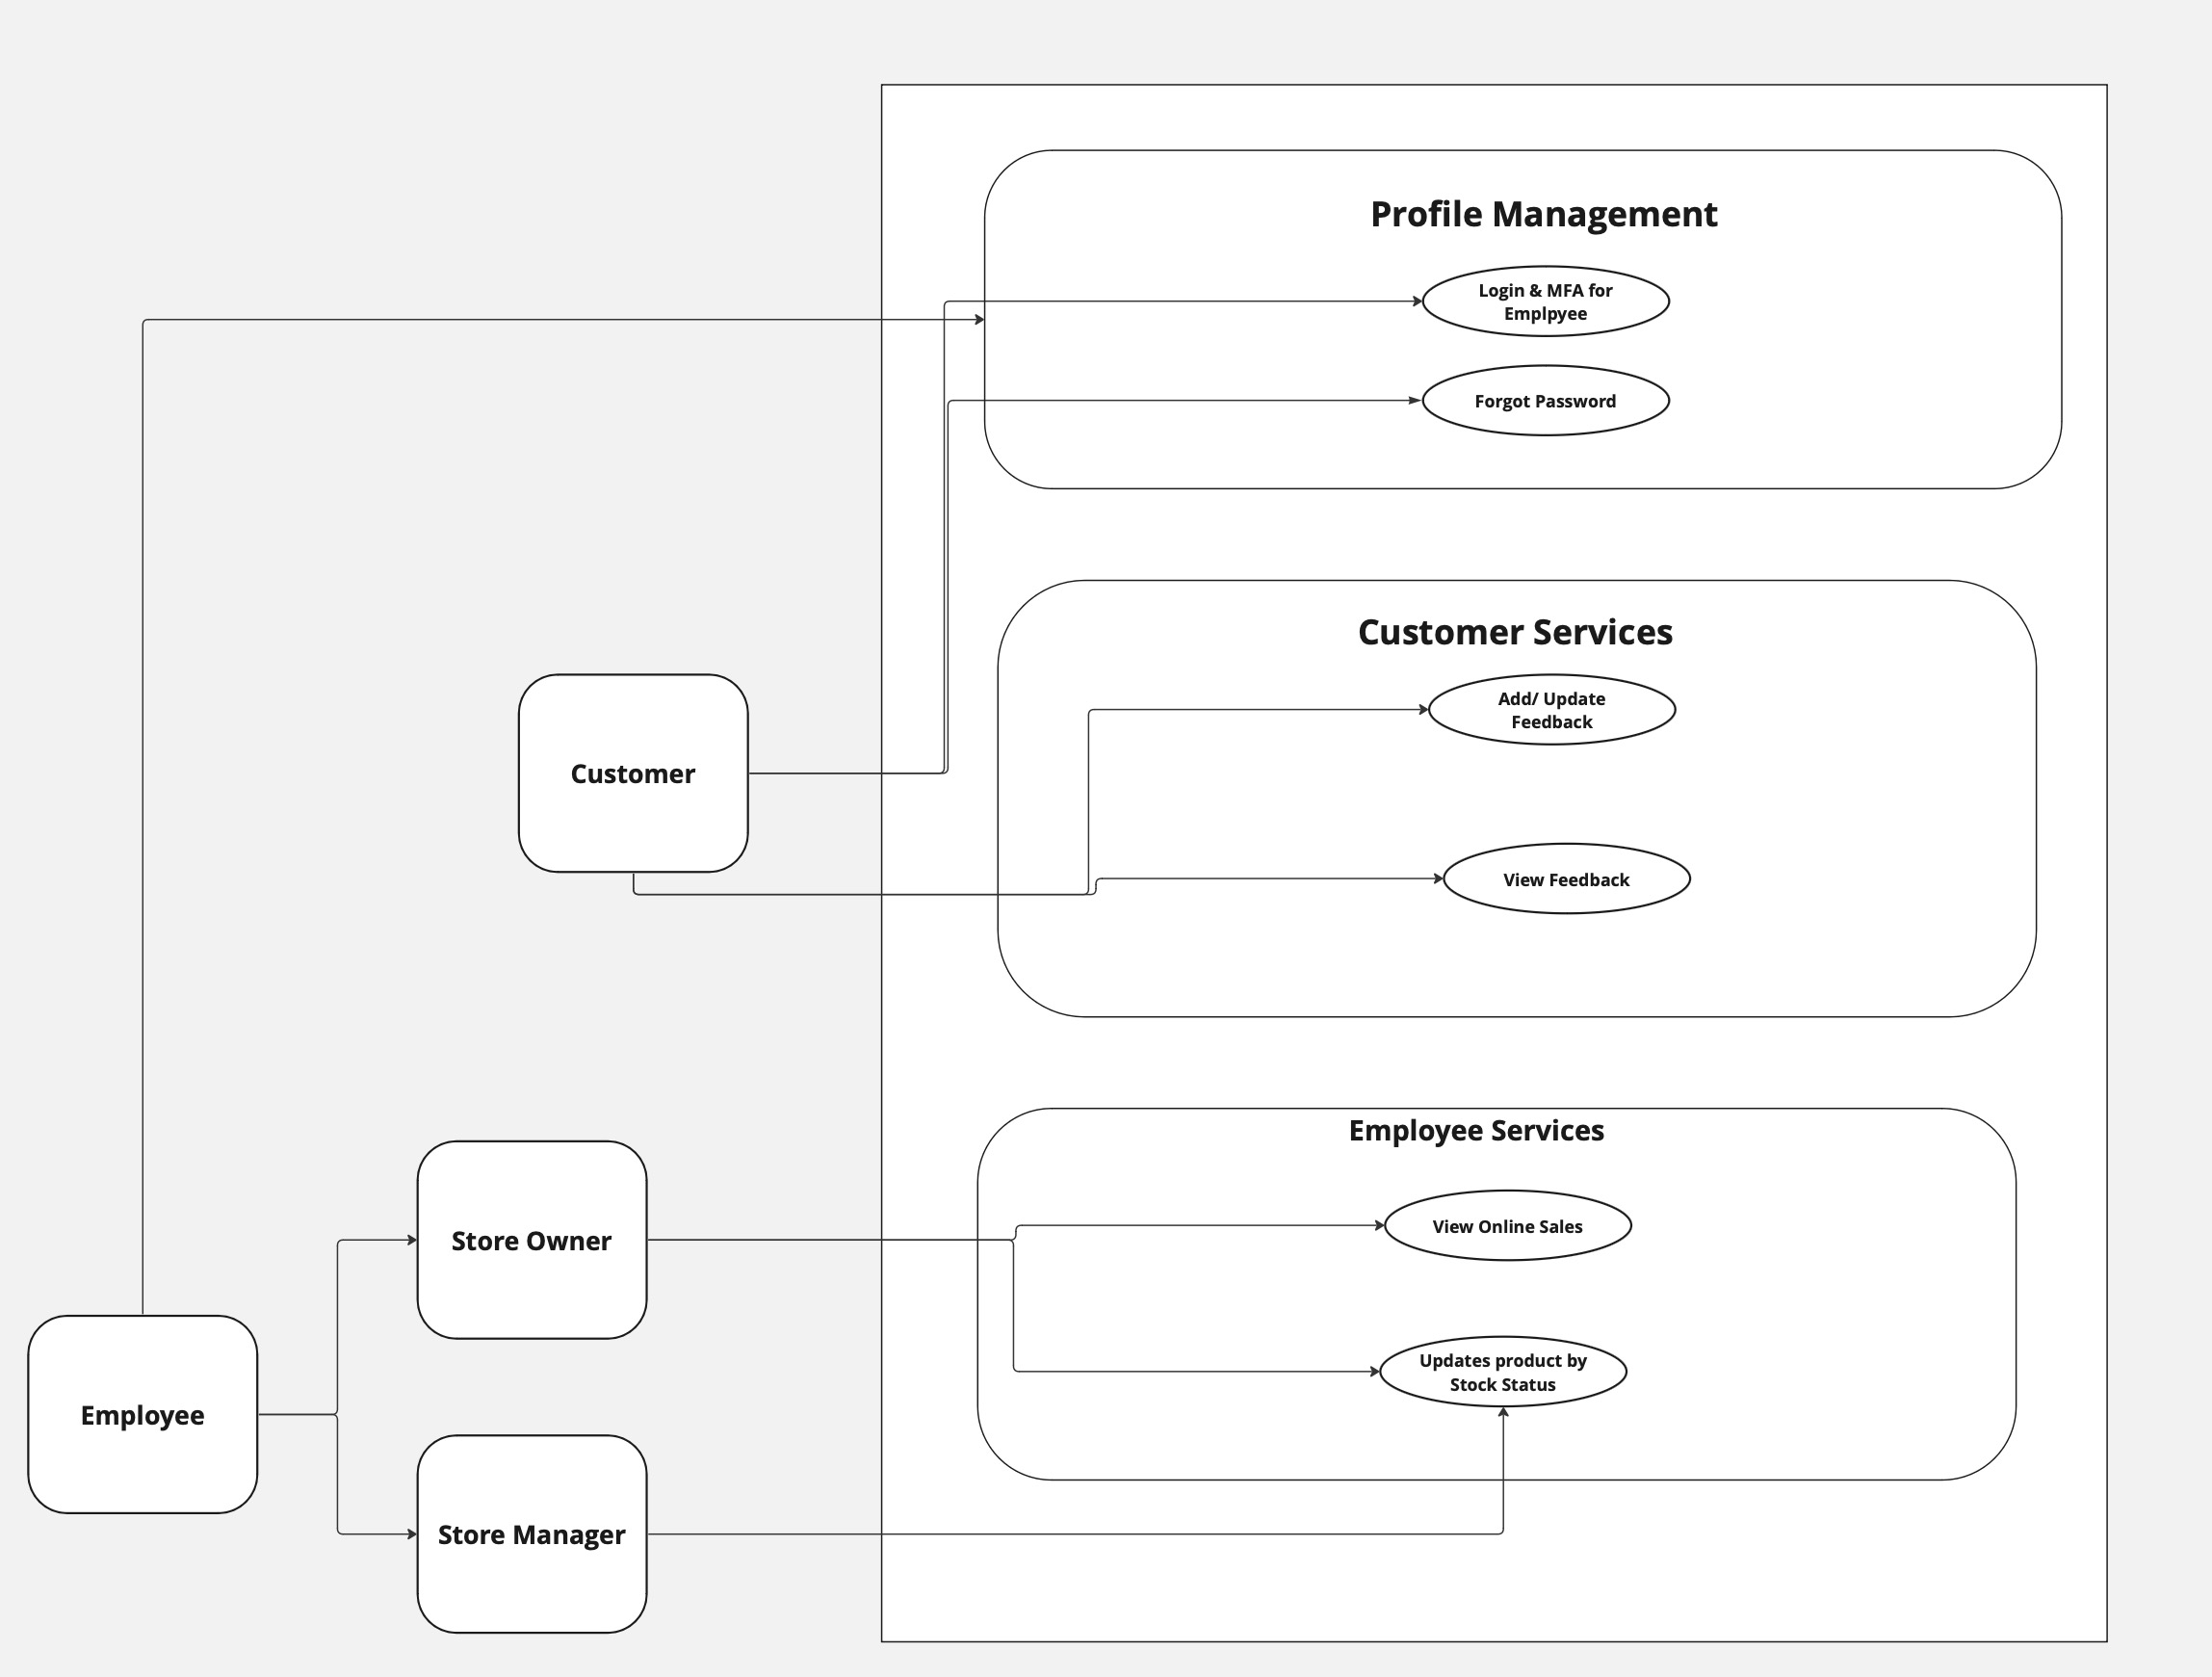 Profile Management
Login & MFA for
Emplpyee
Forgot Password
Customer Services
Add/ Update
Feedback
Customer
View Feedback
Employee Services
View Online Sales
Store Owner
Updates product by
Stock Status
Employee
Store Manager